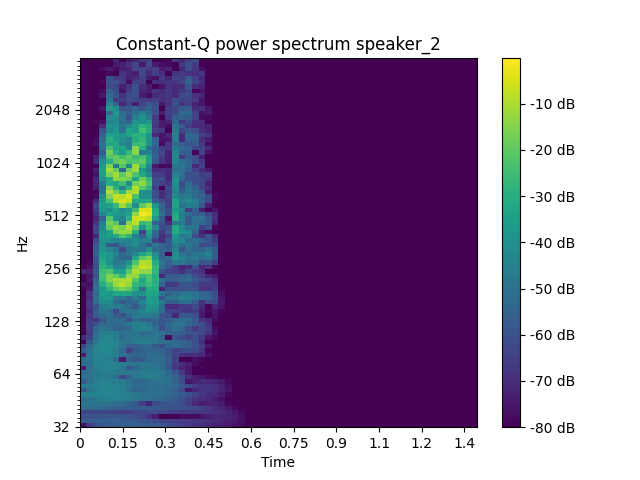 Constant-Q power spectrum speaker_2
Hz
2048
1024
512
256
128
64
32
0 0.15 0.3 0.45 0.6 0.75 0.9 1.1 1.2 1.4
Time
-10 dB
-20 dB
-30 dB
-40 dB
-50 dB
-60 dB
-70 dB
-80 dB